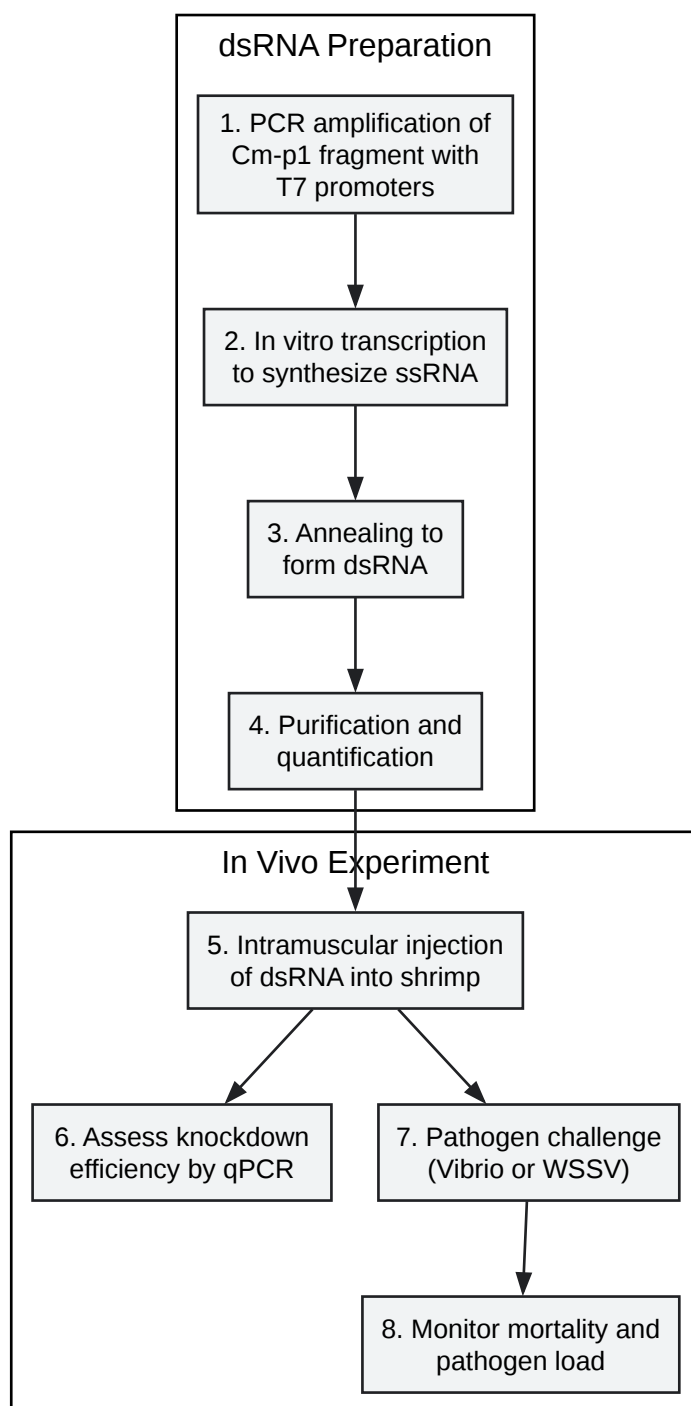 dsRNA Preparation
1. PCR amplification of
Cm-p1 fragment with
T7 promoters
2. In vitro transcription
to synthesize ssRNA
3. Annealing to
form dsRNA
4. Purification and
quantification
In Vivo Experiment
5. Intramuscular injection
of dsRNA into shrimp
6. Assess knockdown
efficiency by qPCR
7. Pathogen challenge
(Vibrio or WSSV)
8. Monitor mortality and
pathogen load